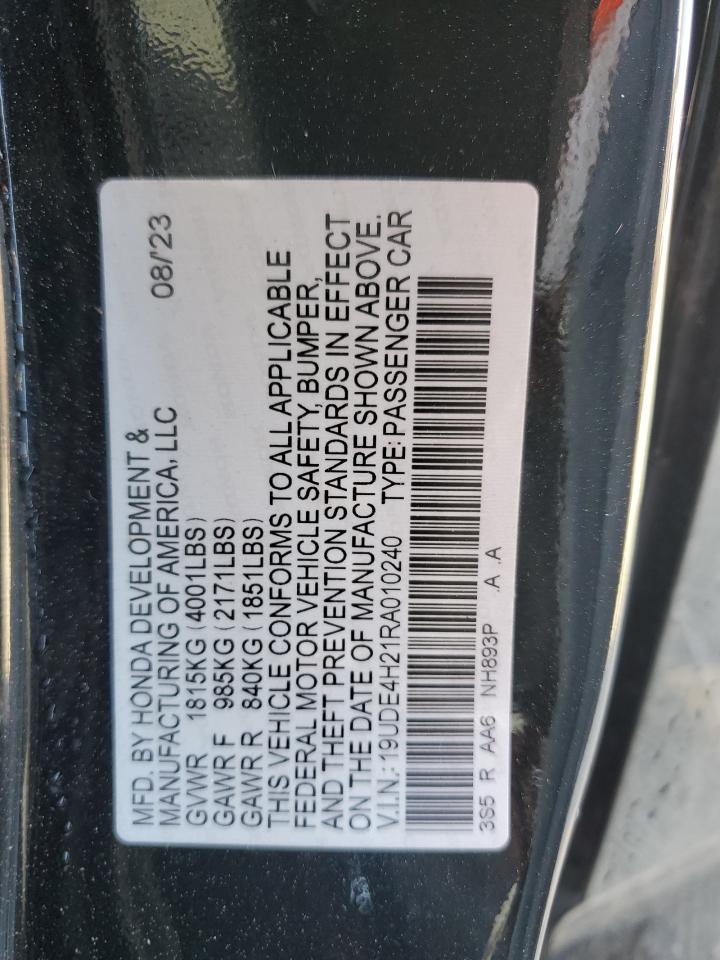 MFD. BY HONDA DEVELOPMENT &
MANUFACTURING OF AMERICA, LLC 08/'23
GVWR 1815KG (4001LBS)
GAWR F 985KG (2171LBS)
GAWR R 840KG (1851LBS)
THIS VEHICLE CONFORMS TO ALL APPLICABLE
FEDERAL MOTOR VEHICLE SAFETY, BUMPER,
AND THEFT PREVENTION STANDARDS IN EFFECT
ON THE DATE OF MANUFACTURE SHOWN ABOVE.
V.I.N.: 19UDE4H21RA010240 TYPE: PASSENGER CAR
3S5 R AA6 NH893P .A .A